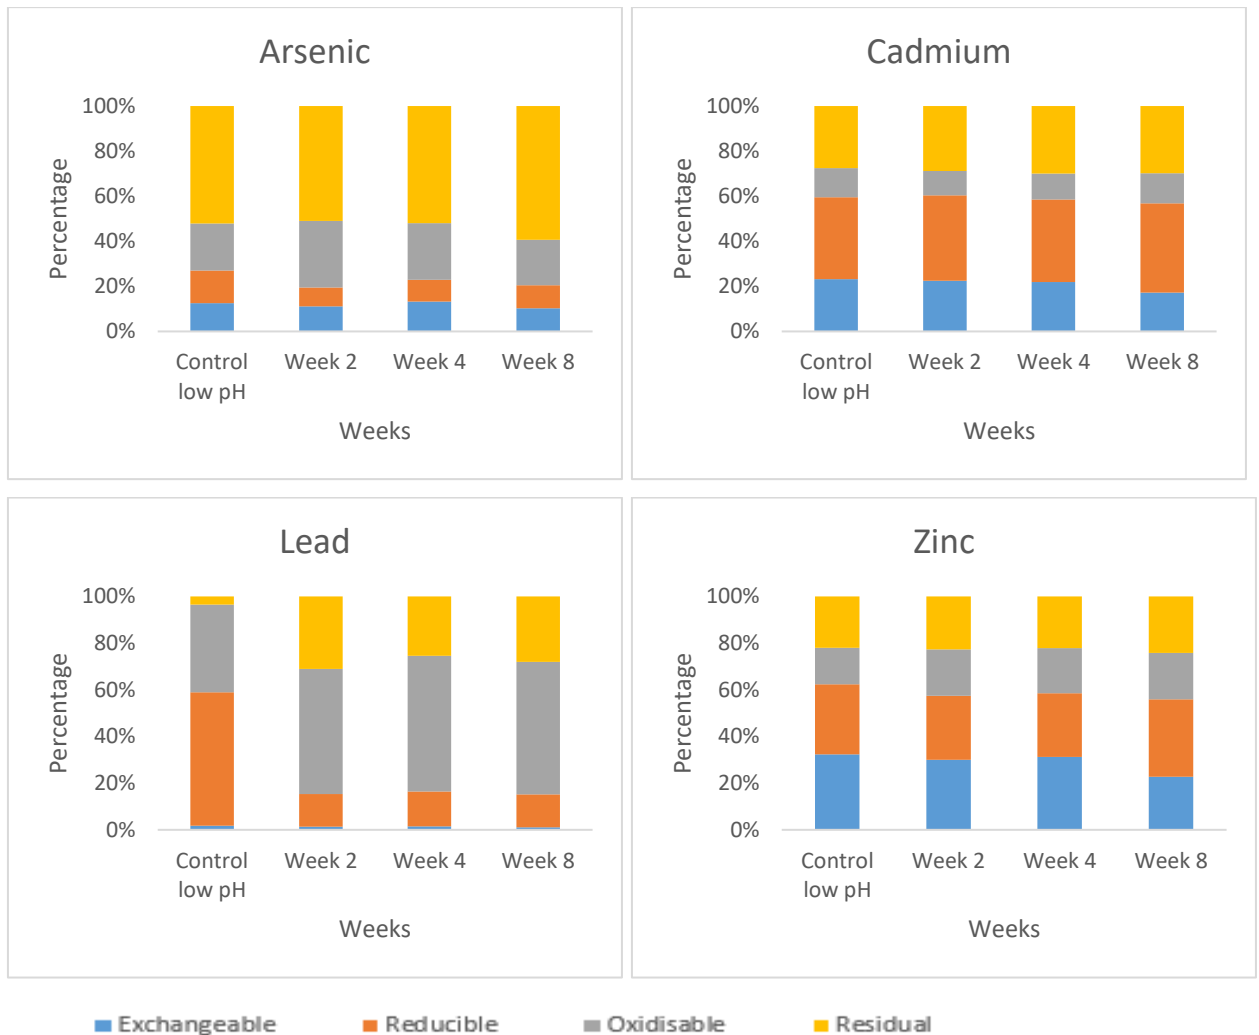 Arsenic
100%
80%
60%
40%
20%
0%
Percentage
Control low pH
Week 2
Week 4
Week 8
Weeks
Cadmium
100%
80%
60%
40%
20%
0%
Percentage
Control low pH
Week 2
Week 4
Week 8
Weeks
Lead
100%
80%
60%
40%
20%
0%
Percentage
Control low pH
Week 2
Week 4
Week 8
Weeks
Zinc
100%
80%
60%
40%
20%
0%
Percentage
Control low pH
Week 2
Week 4
Week 8
Weeks
Exchangeable
Reducible
Oxidisable
Residual